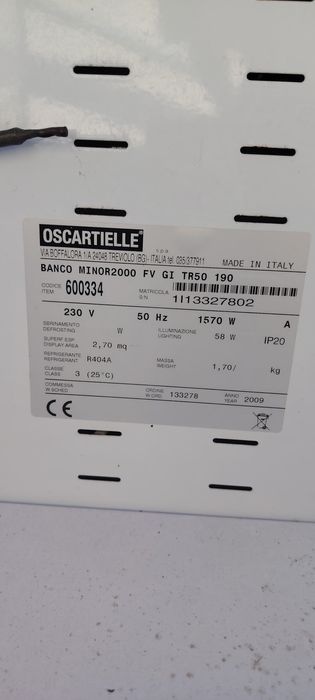 OSCARTIELLE s.p.a.
VIA BOFFALORA 1/A 24048 TREVIOLO (BG)- ITALIA tel. 035/377911
MADE IN ITALY
BANCO MINOR2000 FV GI TR50 190
CODICE ITEM 600334
MATRICOLA S.N. 1I13327802
230 V 50 Hz 1570 W A
SBRINAMENTO DEFROSTING W ILLUMINAZIONE LIGHTING 58 W IP20
SUPERF. ESP. DISPLAY AREA 2,70 mq
REFRIGERANTE REFRIGERANT R404A MASSA WEIGHT 1,70/ kg
CLASSE CLASS 3 (25°C)
COMMESSA W.SCHED ORDINE W.ORD. 133278 ANNO YEAR 2009
CE